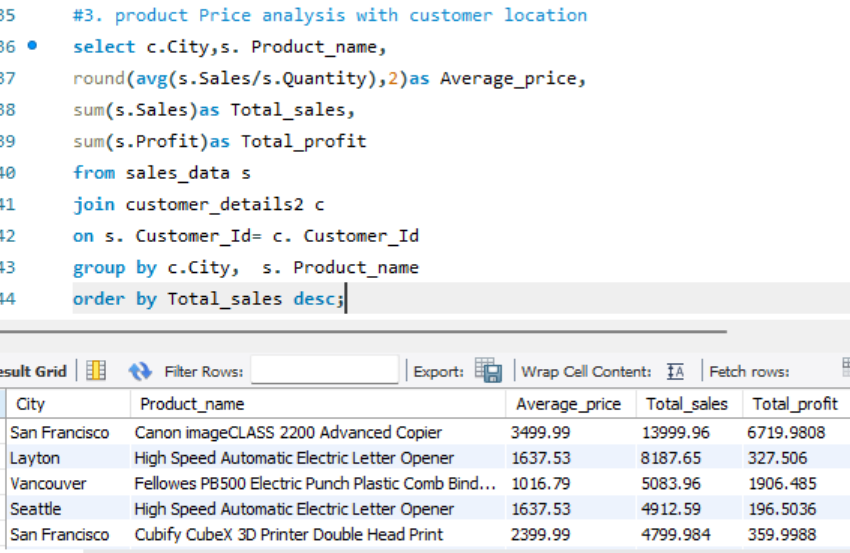 35 #3. product Price analysis with customer location
36 select c.City,s. Product_name,
37 round(avg(s.Sales/s.Quantity),2)as Average_price,
38 sum(s.Sales)as Total_sales,
39 sum(s.Profit)as Total_profit
40 from sales_data s
41 join customer_details2 c
42 on s. Customer_Id= c. Customer_Id
43 group by c.City,  s. Product_name
44 order by Total_sales desc;
esult Grid Filter Rows: Export: Wrap Cell Content: Fetch rows:
City Product_name Average_price Total_sales Total_profit
San Francisco Canon imageCLASS 2200 Advanced Copier 3499.99 13999.96 6719.9808
Layton High Speed Automatic Electric Letter Opener 1637.53 8187.65 327.506
Vancouver Fellowes PB500 Electric Punch Plastic Comb Bind... 1016.79 5083.96 1906.485
Seattle High Speed Automatic Electric Letter Opener 1637.53 4912.59 196.5036
San Francisco Cubify CubeX 3D Printer Double Head Print 2399.99 4799.984 359.9988